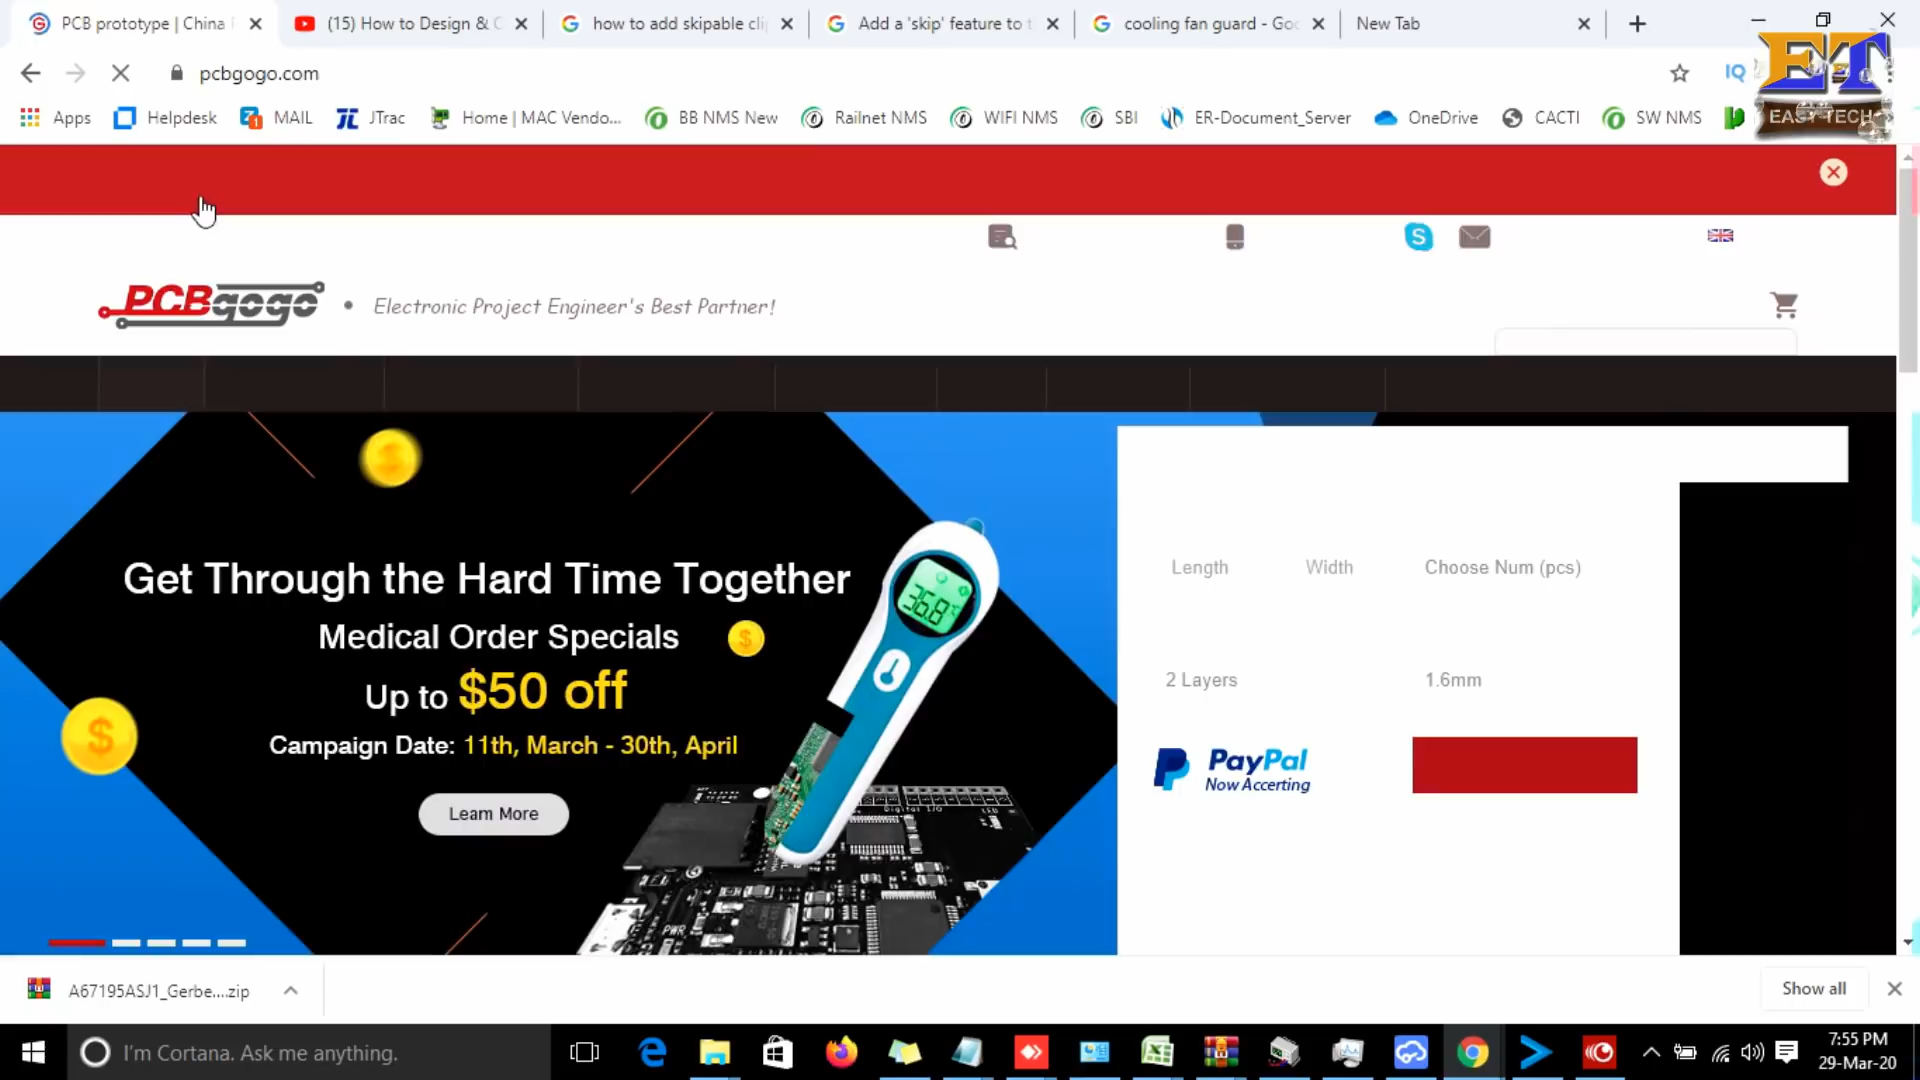 PCB prototype | China
(15) How to Design &
how to add skipable cli
Add a 'skip' feature to t
cooling fan guard - Goo
New Tab
pcbgogo.com
IQ
ET
EASY TECH
Apps
Helpdesk
MAIL
JTrac
Home | MAC Vendo...
BB NMS New
Railnet NMS
WIFI NMS
SBI
ER-Document_Server
OneDrive
CACTI
SW NMS
PCBgogo • Electronic Project Engineer's Best Partner!
Get Through the Hard Time Together
Medical Order Specials
Up to $50 off
Campaign Date: 11th, March - 30th, April
Learn More
36.8
PWR
Length Width Choose Num (pcs)
2 Layers 1.6mm
PayPal
Now Accerting
A67195ASJ1_Gerbe....zip
Show all
I'm Cortana. Ask me anything.
7:55 PM
29-Mar-20